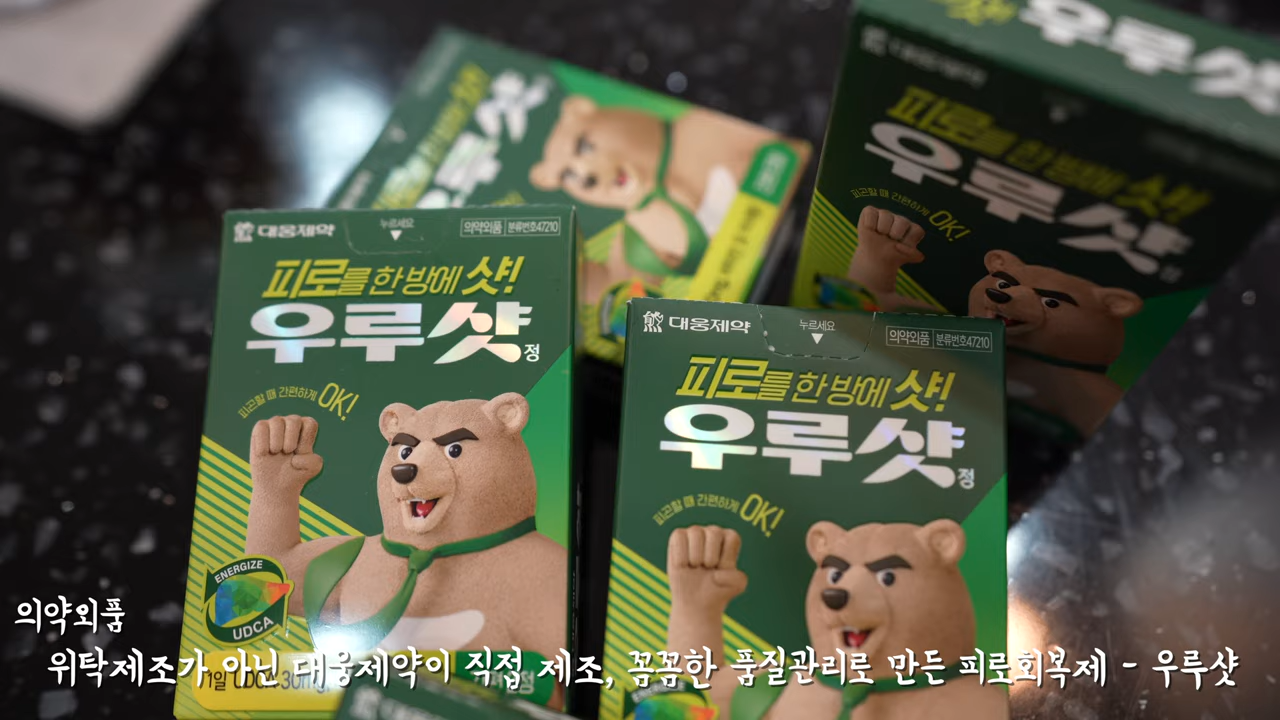 대웅제약
누르세요
의약외품 분류번호47210
피로를 한 방에 샷!
우루샷정
피곤할 때 간편하게 OK!
ENERGIZE
UDCA
대웅제약
누르세요
의약외품 분류번호47210
피로를 한 방에 샷!
우루샷정
피곤할 때 간편하게 OK!
우루샷
피로를 한 방에 샷!
우루샷정
피곤할 때 간편하게 OK!
의약외품
위탁제조가 아닌 대웅제약이 직접 제조, 꼼꼼한 품질관리로 만든 피로회복제 - 우루샷